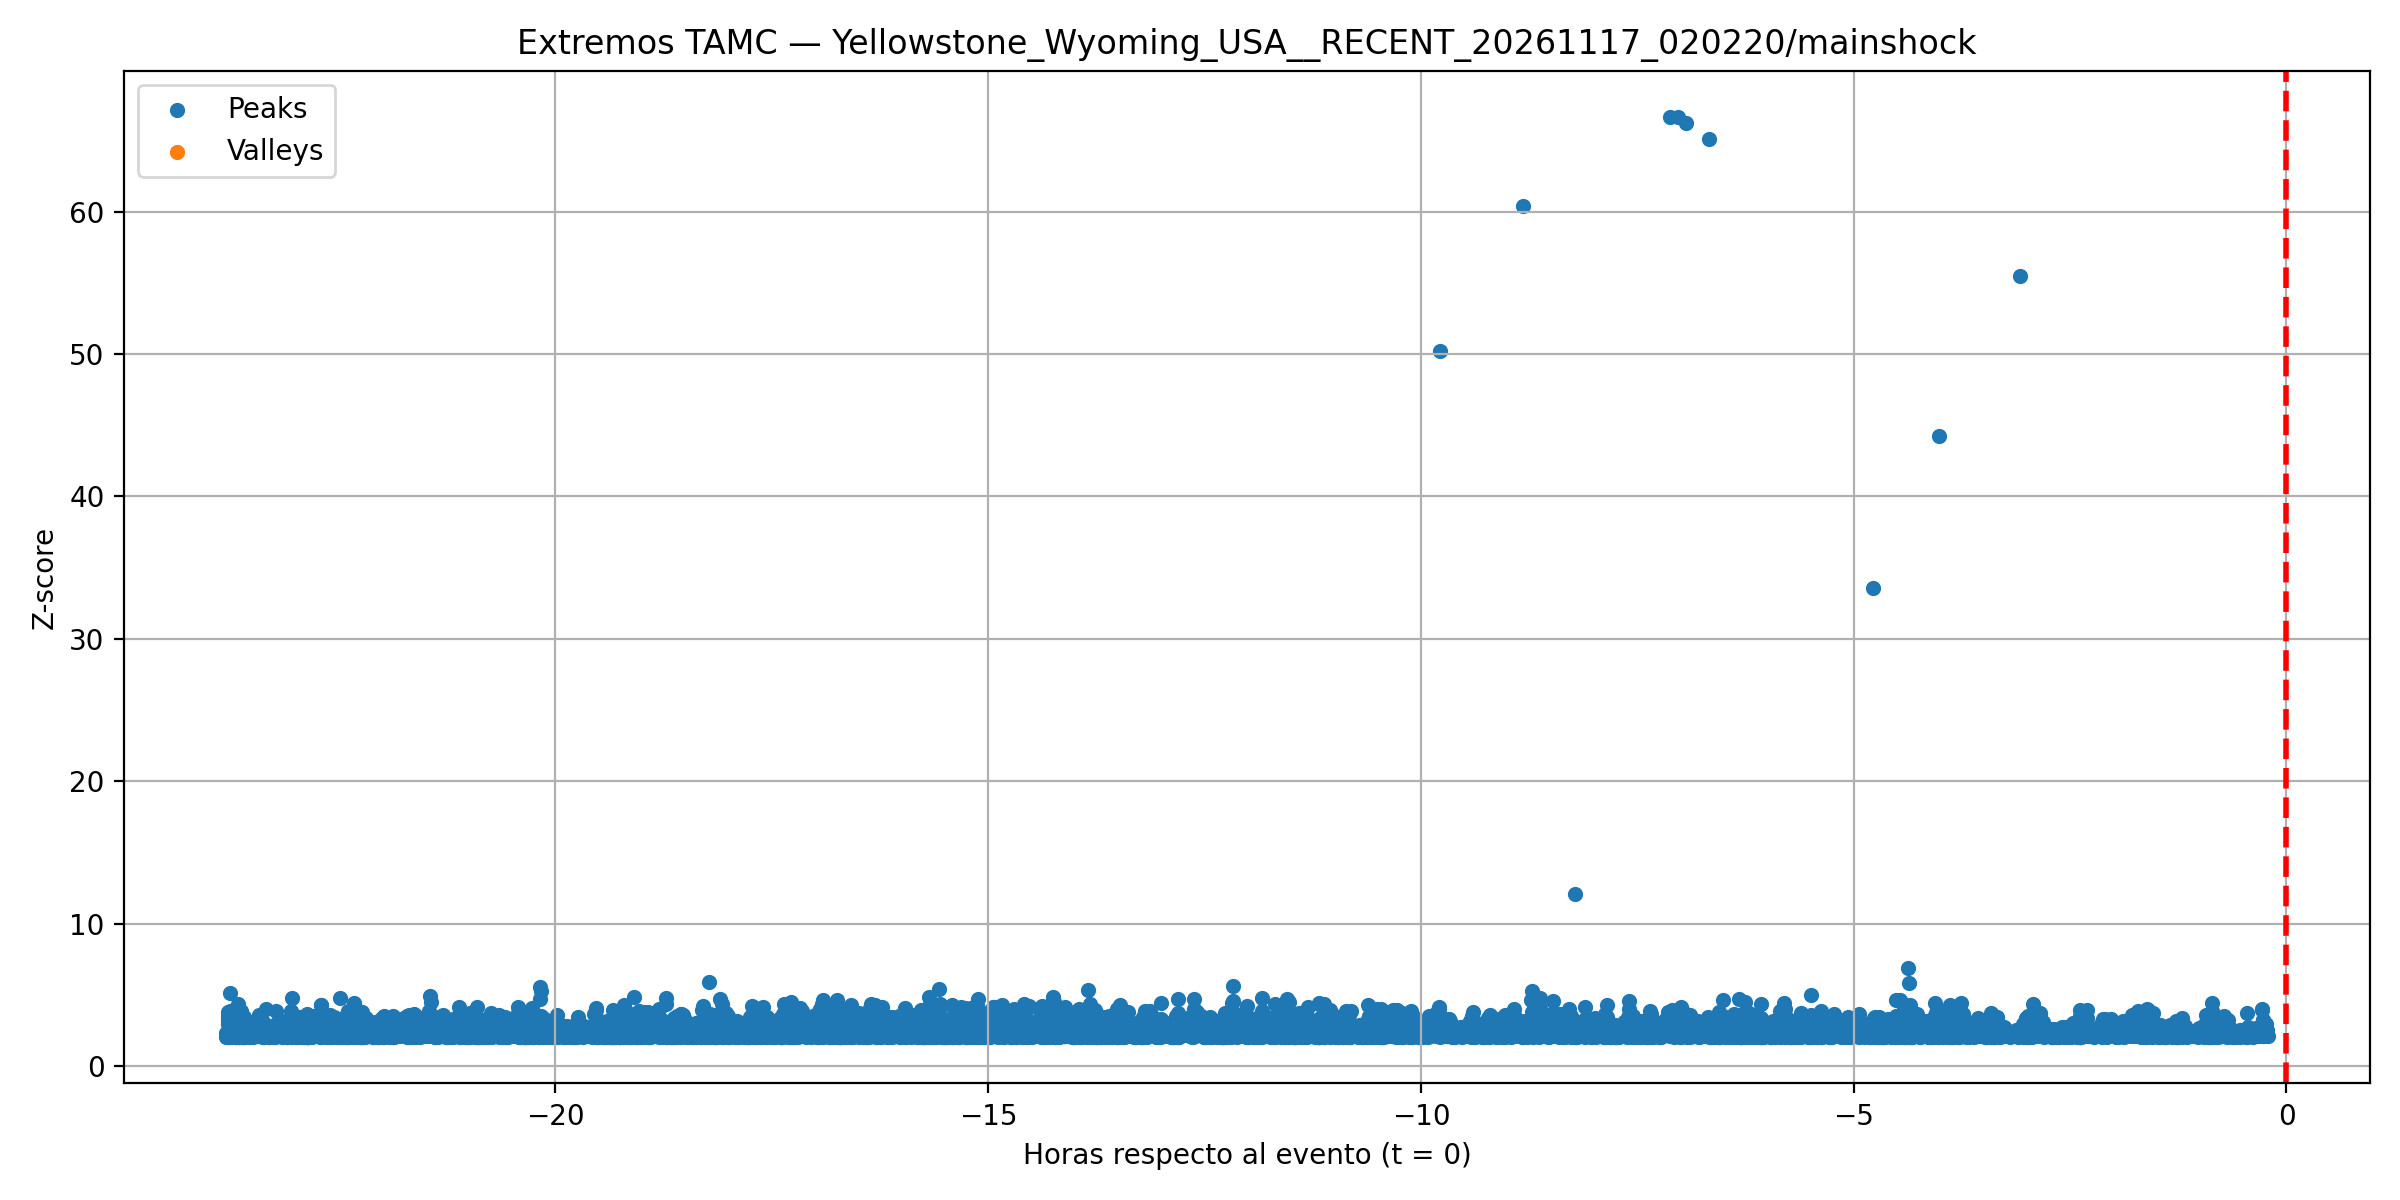 Extremos TAMC — Yellowstone_Wyoming_USA__RECENT_20261117_020220/mainshock
Peaks
Valleys
Z-score
60
50
40
30
20
10
0
−20
−15
−10
−5
0
Horas respecto al evento (t = 0)